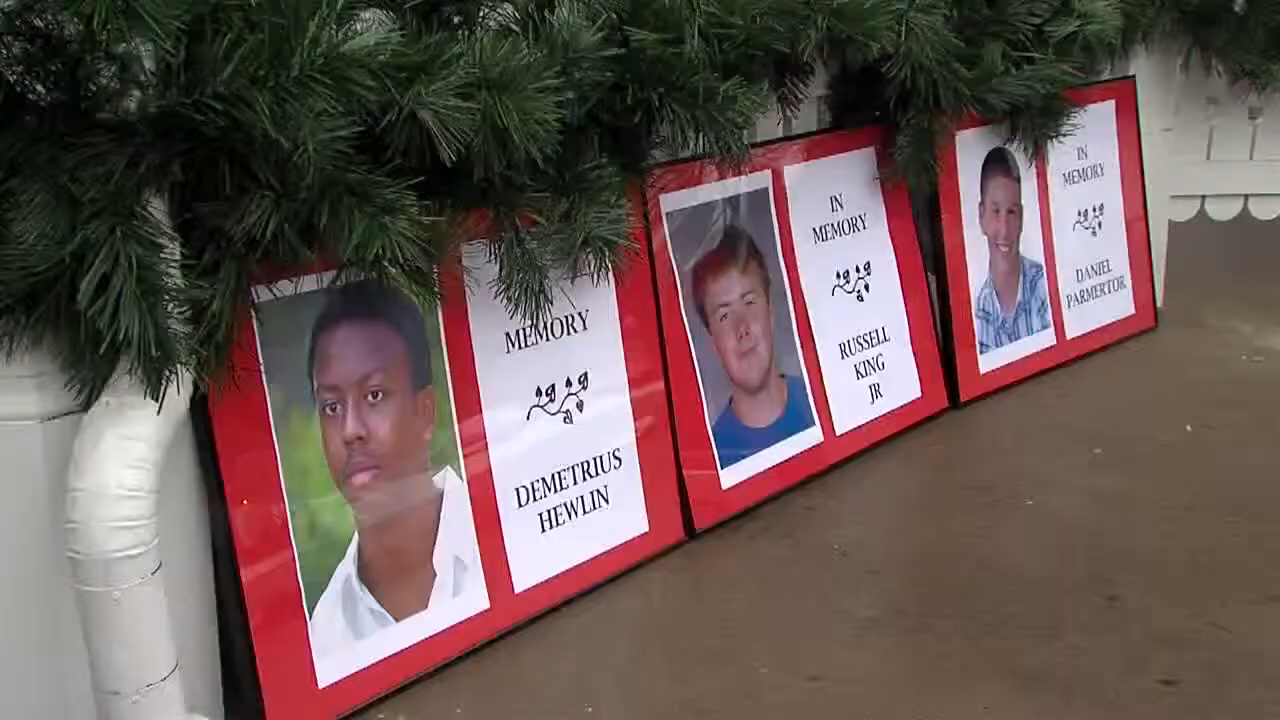 MEMORY
DEMETRIUS
HEWLIN
IN
MEMORY
RUSSELL
KING
JR
IN
MEMORY
DANIEL
PARMERTOR